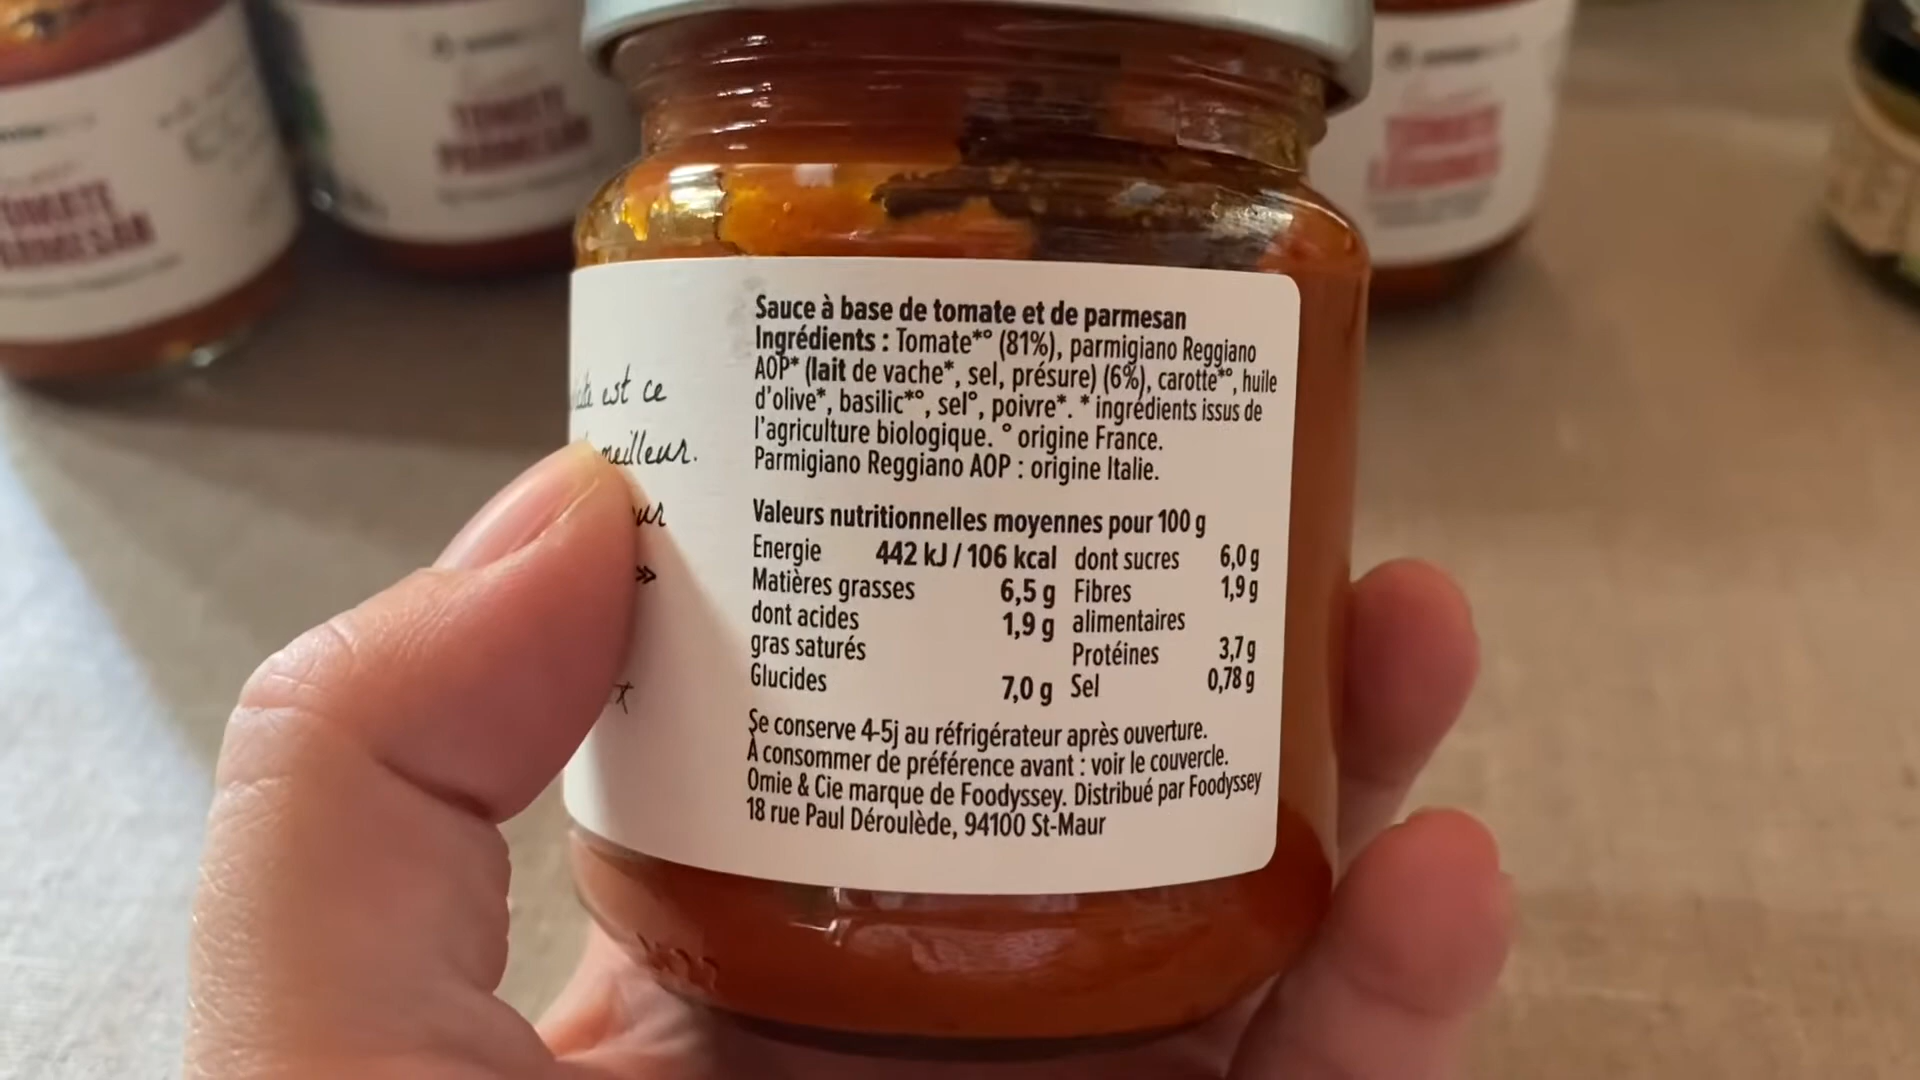 TOMATE
PARMESAN
TOMATE
PARMESAN
TOMATE
est ce
meilleur.
»
Sauce à base de tomate et de parmesan
Ingrédients : Tomate*° (81%), parmigiano Reggiano
AOP* (lait de vache*, sel, présure) (6%), carotte*°, huile
d'olive*, basilic*°, sel°, poivre*. * ingrédients issus de
l'agriculture biologique. ° origine France.
Parmigiano Reggiano AOP : origine Italie.
Valeurs nutritionnelles moyennes pour 100 g
Energie 442 kJ / 106 kcal dont sucres 6,0 g
Matières grasses 6,5 g Fibres 1,9 g
dont acides 1,9 g alimentaires
gras saturés Protéines 3,7 g
Glucides 7,0 g Sel 0,78 g
Se conserve 4-5j au réfrigérateur après ouverture.
À consommer de préférence avant : voir le couvercle.
Omie & Cie marque de Foodyssey. Distribué par Foodyssey
18 rue Paul Déroulède, 94100 St-Maur